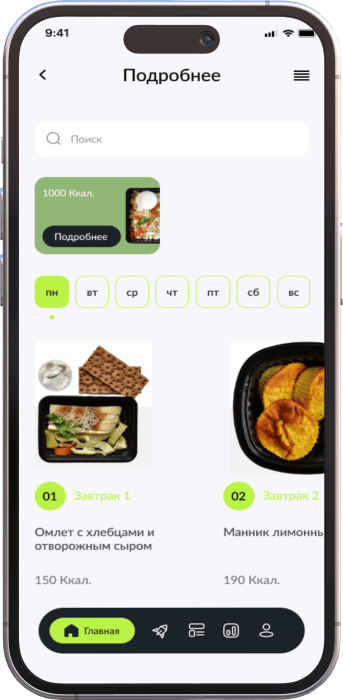 9:41
Подробнее
Поиск
1000 Ккал.
Подробнее
пн вт ср чт пт сб вс
01 Завтрак 1
Омлет с хлебцами и
отворожным сыром
150 Ккал.
02 Завтрак 2
Манник лимонны
190 Ккал.
Главная